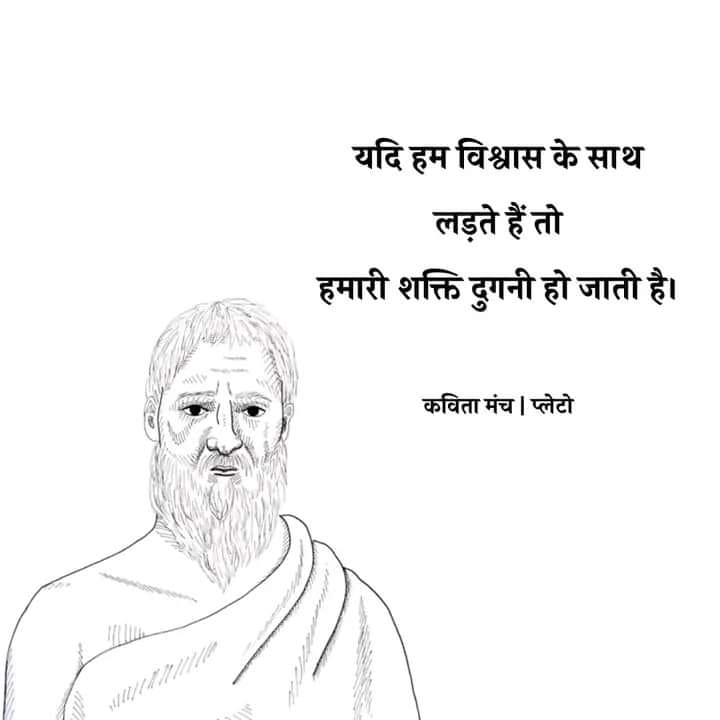 यदि हम विश्वास के साथ
लड़ते हैं तो
हमारी शक्ति दुगनी हो जाती है।
कविता मंच | प्लेटो